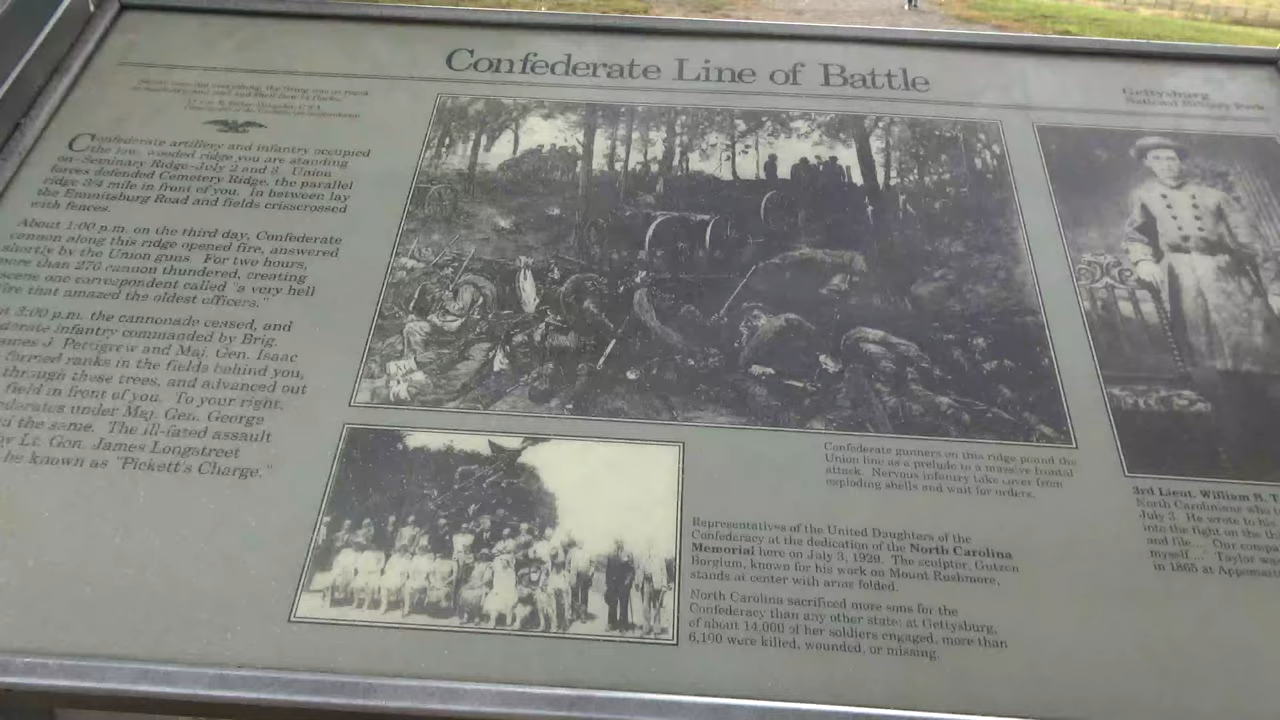 Confederate Line of Battle
Gettysburg
National Military Park
Confederate artillery and infantry occupied
the low, wooded ridge you are standing
on–Seminary Ridge–July 2 and 3. Union
forces defended Cemetery Ridge, the parallel
ridge 3/4 mile in front of you. In between lay
the Emmitsburg Road and fields crisscrossed
with fences.
About 1:00 p.m. on the third day, Confederate
cannon along this ridge opened fire, answered
shortly by the Union guns. For two hours,
more than 270 cannon thundered, creating
scene one correspondent called "a very hell
fire that amazed the oldest officers."
3:00 p.m. the cannonade ceased, and
infantry commanded by Brig.
J. Pettigrew and Maj. Gen. Isaac
formed ranks in the fields behind you,
through these trees, and advanced out
field in front of you. To your right,
under Maj. Gen. George
the same. The ill-fated assault
Lt. Gen. James Longstreet
be known as "Pickett's Charge."
Confederate gunners on this ridge pound the
Union line as a prelude to a massive frontal
attack. Nervous infantry take cover from
exploding shells and wait for orders.
Representatives of the United Daughters of the
Confederacy at the dedication of the North Carolina
Memorial here on July 3, 1929. The sculptor, Gutzon
Borglum, known for his work on Mount Rushmore,
stands at center with arms folded.
North Carolina sacrificed more sons for the
Confederacy than any other state; at Gettysburg,
of about 14,000 of her soldiers engaged, more than
6,190 were killed, wounded, or missing.
3rd Lieut. William B. T
North Carolinians who
July 3. He wrote to his
into the fight on the
and file.... Our comp
myself.... Taylor wa
in 1865 at Appomat